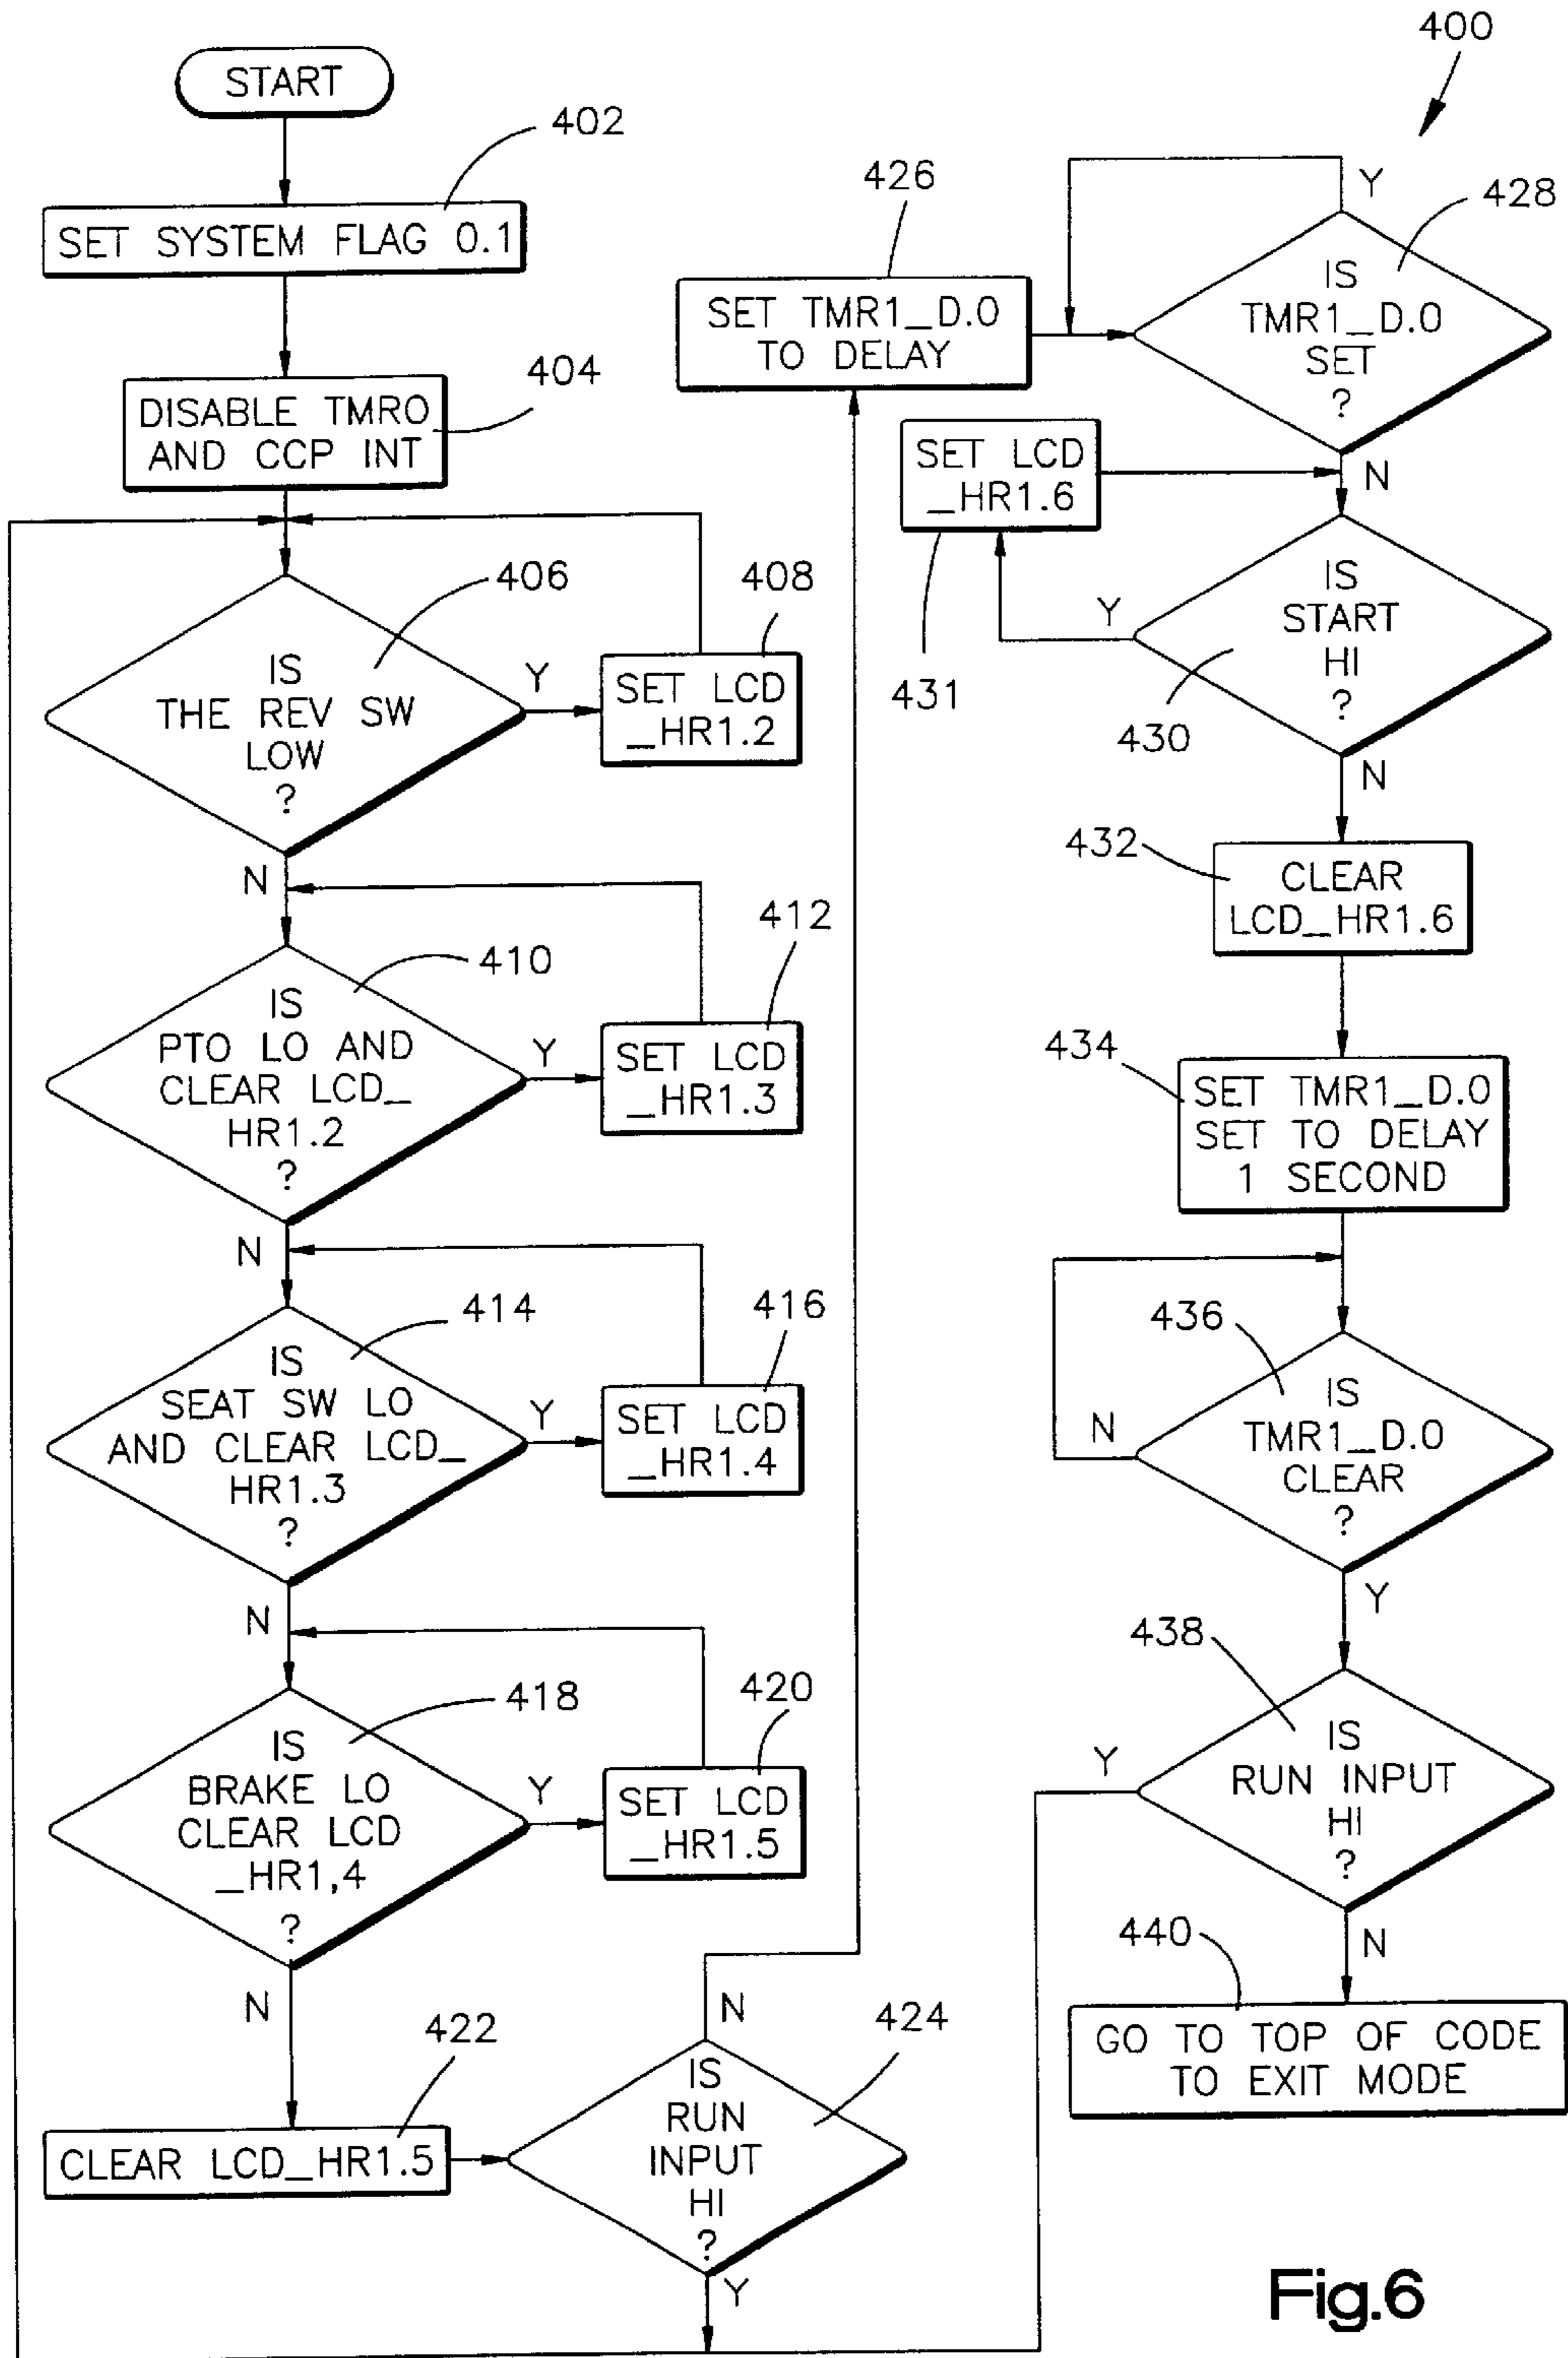 400
START
402
SET SYSTEM FLAG 0.1
404
DISABLE TMRO
AND CCP INT
406
IS
THE REV SW
LOW
?
Y
N
408
SET LCD
_HR1.2
410
IS
PTO LO AND
CLEAR LCD_
HR1.2
?
Y
N
412
SET LCD
_HR1.3
414
IS
SEAT SW LO
AND CLEAR LCD_
HR1.3
?
Y
N
416
SET LCD
_HR1.4
418
IS
BRAKE LO
CLEAR LCD
_HR1,4
?
Y
N
420
SET LCD
_HR1.5
422
CLEAR LCD_HR1.5
424
IS
RUN
INPUT
HI
?
N
Y
426
SET TMR1_D.0
TO DELAY
428
IS
TMR1_D.0
SET
?
Y
N
SET LCD
_HR1.6
431
430
IS
START
HI
?
Y
N
432
CLEAR
LCD_HR1.6
434
SET TMR1_D.0
SET TO DELAY
1 SECOND
436
IS
TMR1_D.0
CLEAR
?
N
Y
438
IS
RUN INPUT
HI
?
Y
N
440
GO TO TOP OF CODE
TO EXIT MODE
Fig.6